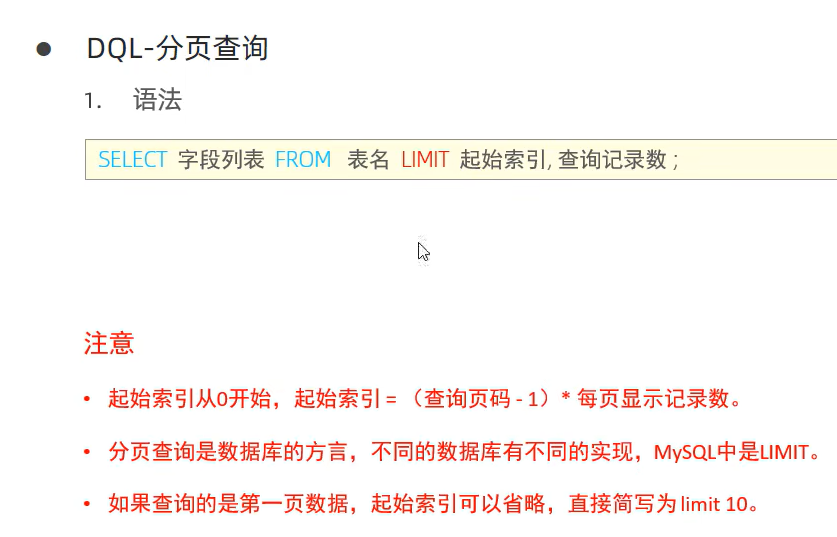 ● DQL-分页查询
1. 语法
SELECT 字段列表 FROM 表名 LIMIT 起始索引, 查询记录数 ;
注意
• 起始索引从0开始，起始索引 = （查询页码 - 1）* 每页显示记录数。
• 分页查询是数据库的方言，不同的数据库有不同的实现，MySQL中是LIMIT。
• 如果查询的是第一页数据，起始索引可以省略，直接简写为 limit 10。